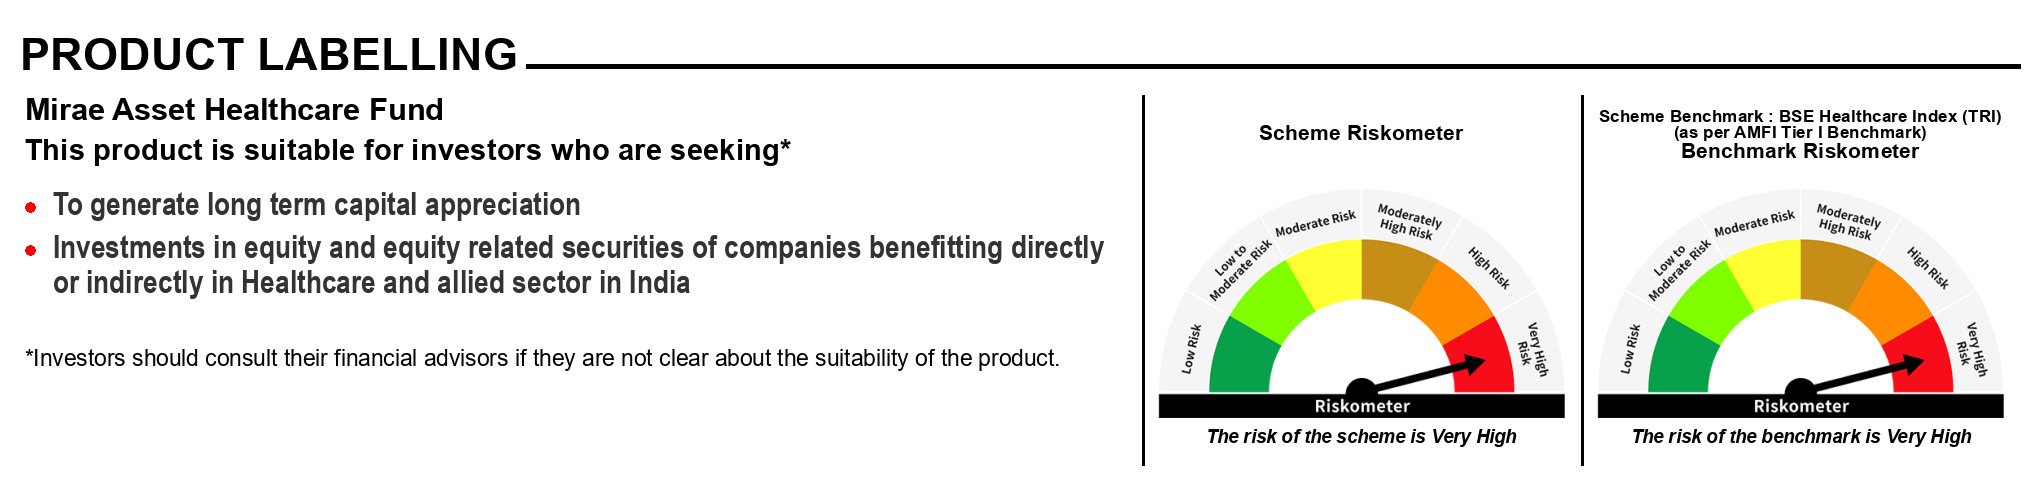 PRODUCT LABELLING
Mirae Asset Healthcare Fund
This product is suitable for investors who are seeking*
To generate long term capital appreciation
Investments in equity and equity related securities of companies benefitting directly
or indirectly in Healthcare and allied sector in India
*Investors should consult their financial advisors if they are not clear about the suitability of the product.
Scheme Riskometer
Low Risk
Low to
Moderate Risk
Moderate Risk
Moderately
High Risk
High Risk
Very High
Risk
Riskometer
The risk of the scheme is Very High
Scheme Benchmark : BSE Healthcare Index (TRI)
(as per AMFI Tier I Benchmark)
Benchmark Riskometer
Low Risk
Low to
Moderate Risk
Moderate Risk
Moderately
High Risk
High Risk
Very High
Risk
Riskometer
The risk of the benchmark is Very High